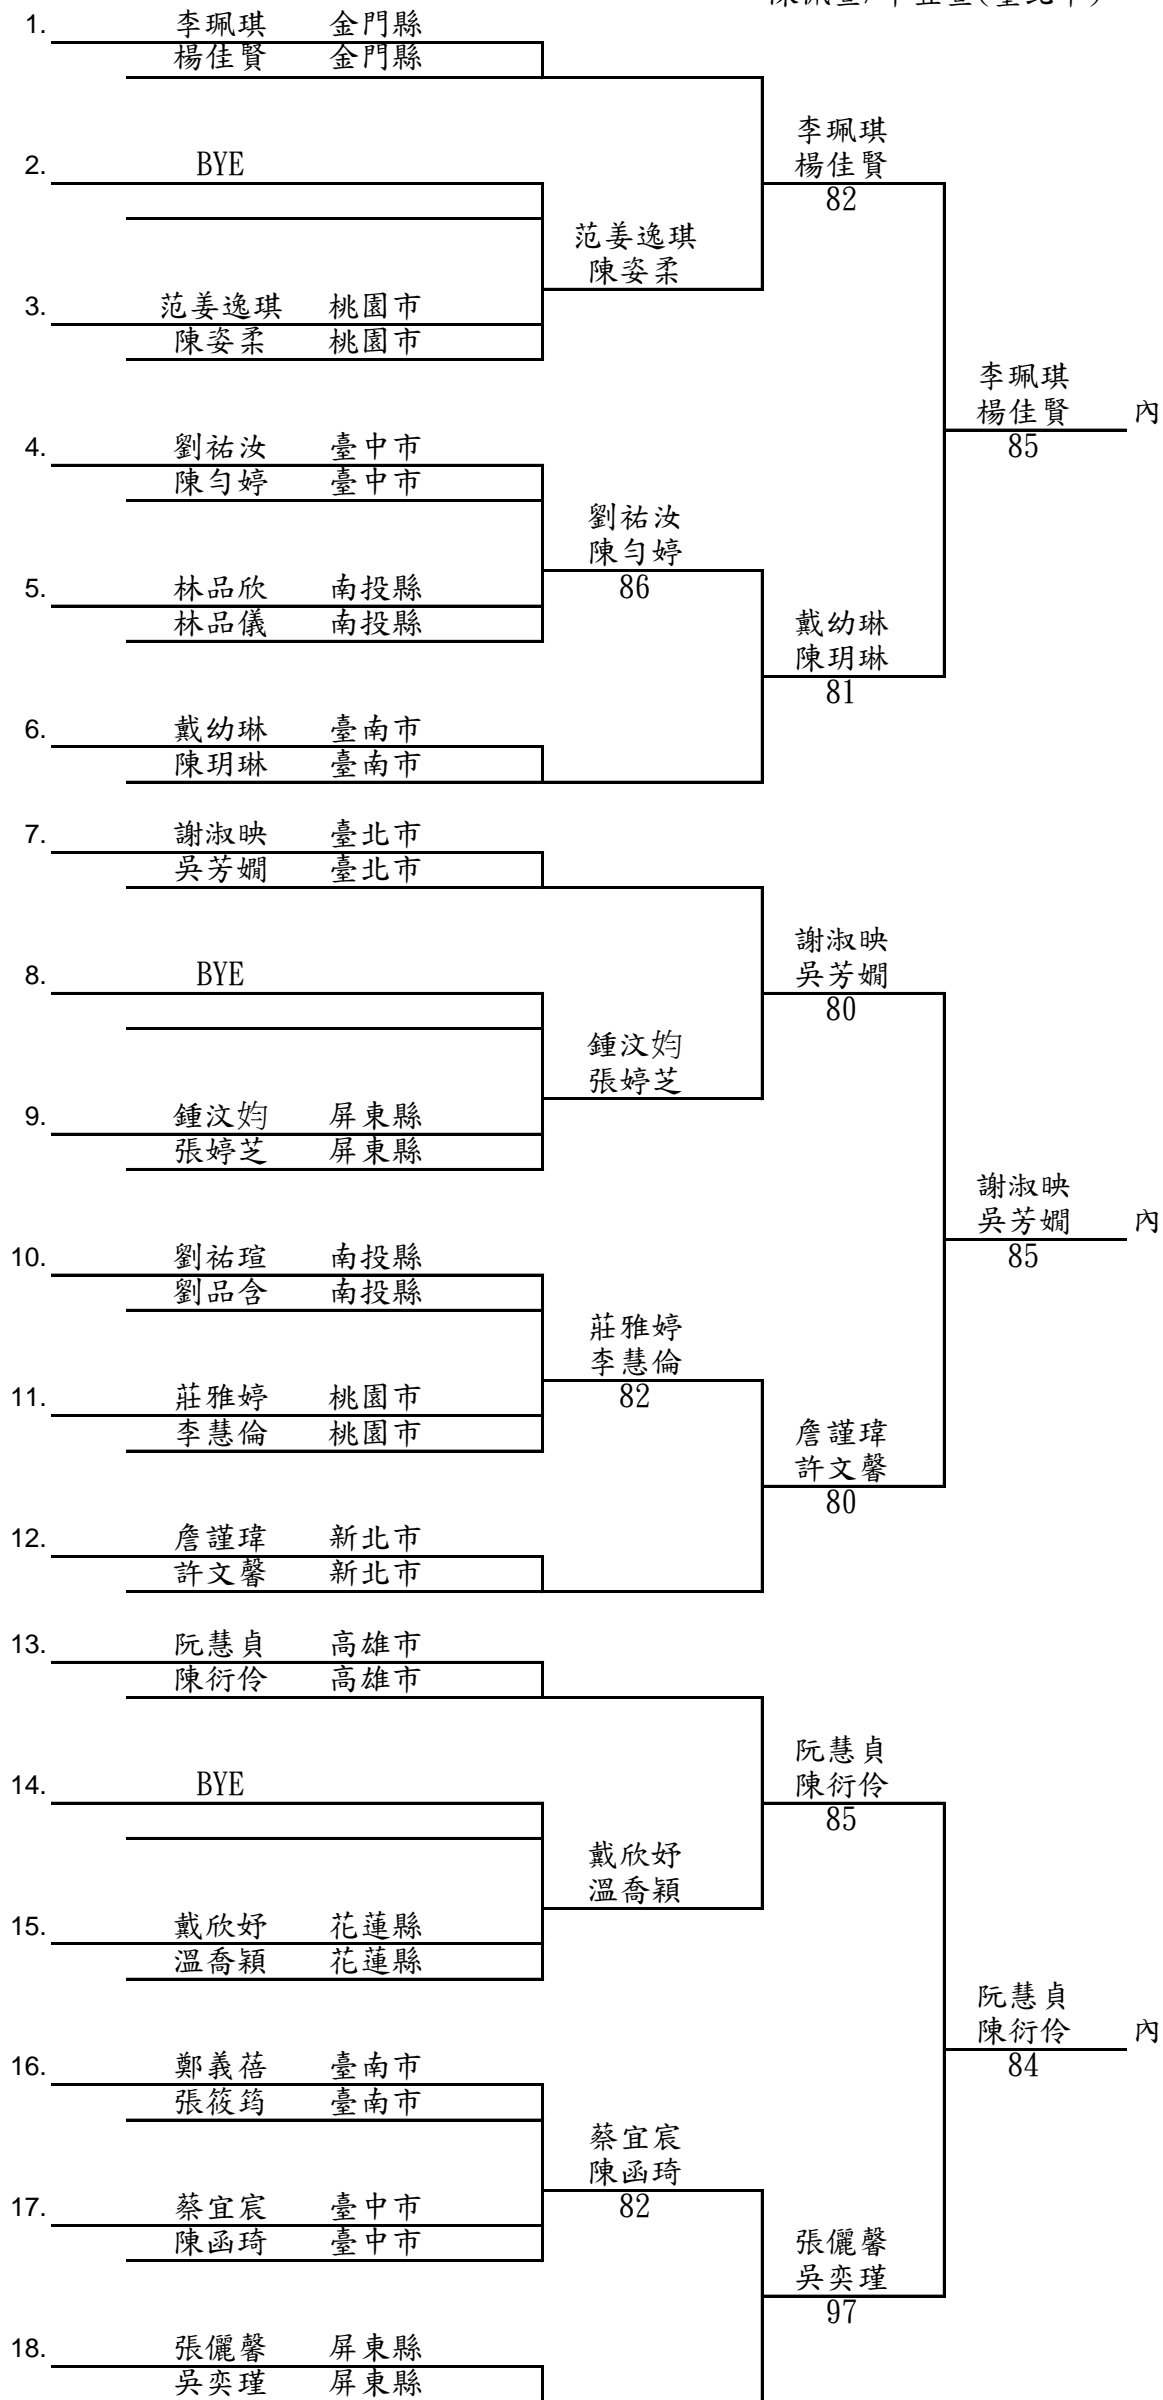 1. 李珮琪 金門縣
楊佳賢 金門縣
李珮琪
2. BYE 楊佳賢
82
范姜逸琪
陳姿柔
3. 范姜逸琪 桃園市
陳姿柔 桃園市
李珮琪
楊佳賢 內
4. 劉祐汝 臺中市 85
陳勻婷 臺中市
劉祐汝
陳勻婷
5. 林品欣 南投縣 86
林品儀 南投縣 戴幼琳
陳玥琳
81
6. 戴幼琳 臺南市
陳玥琳 臺南市
7. 謝淑映 臺北市
吳芳嫺 臺北市
謝淑映
8. BYE 吳芳嫺
80
鍾汶㚬
張婷芝
9. 鍾汶㚬 屏東縣
張婷芝 屏東縣
謝淑映
吳芳嫺 內
10. 劉祐瑄 南投縣 85
劉品含 南投縣
莊雅婷
李慧倫
11. 莊雅婷 桃園市 82
李慧倫 桃園市 詹謹瑋
許文馨
80
12. 詹謹瑋 新北市
許文馨 新北市
13. 阮慧貞 高雄市
陳衍伶 高雄市
阮慧貞
14. BYE 陳衍伶
85
戴欣妤
溫喬穎
15. 戴欣妤 花蓮縣
溫喬穎 花蓮縣
阮慧貞
陳衍伶 內
16. 鄭義蓓 臺南市 84
張筱筠 臺南市
蔡宜宸
陳函琦
17. 蔡宜宸 臺中市 82
陳函琦 臺中市 張儷馨
吳奕瑾
97
18. 張儷馨 屏東縣
吳奕瑾 屏東縣